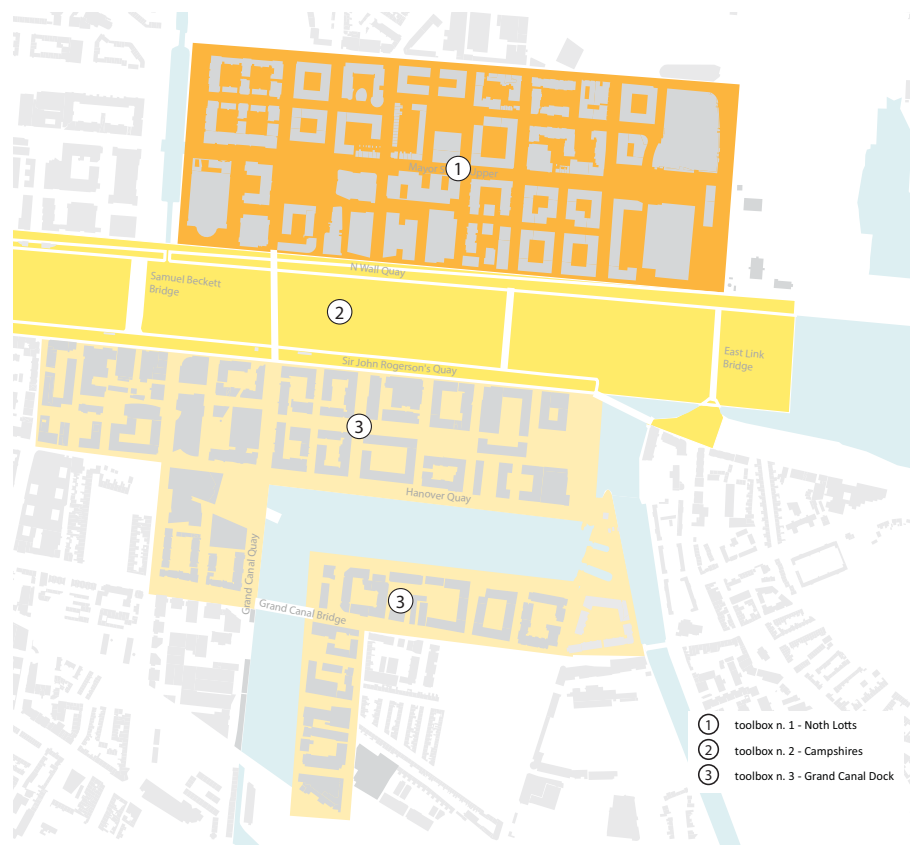 1
Mayor S    pper
N Wall Quay
Samuel Beckett
Bridge
2
Sir John Rogerson's Quay
East Link
Bridge
3
Hanover Quay
Grand Canal Quay
Grand Canal Bridge
3
1 toolbox n. 1 - Noth Lotts
2 toolbox n. 2 - Campshires
3 toolbox n. 3 - Grand Canal Dock